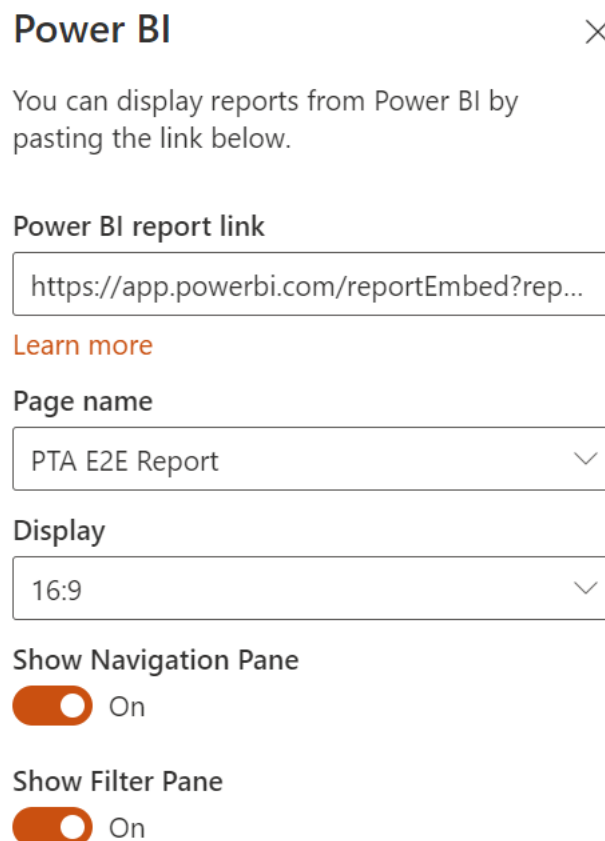 Power BI
You can display reports from Power BI by
pasting the link below.
Power BI report link
https://app.powerbi.com/reportEmbed?rep...
Learn more
Page name
PTA E2E Report
Display
16:9
Show Navigation Pane
On
Show Filter Pane
On